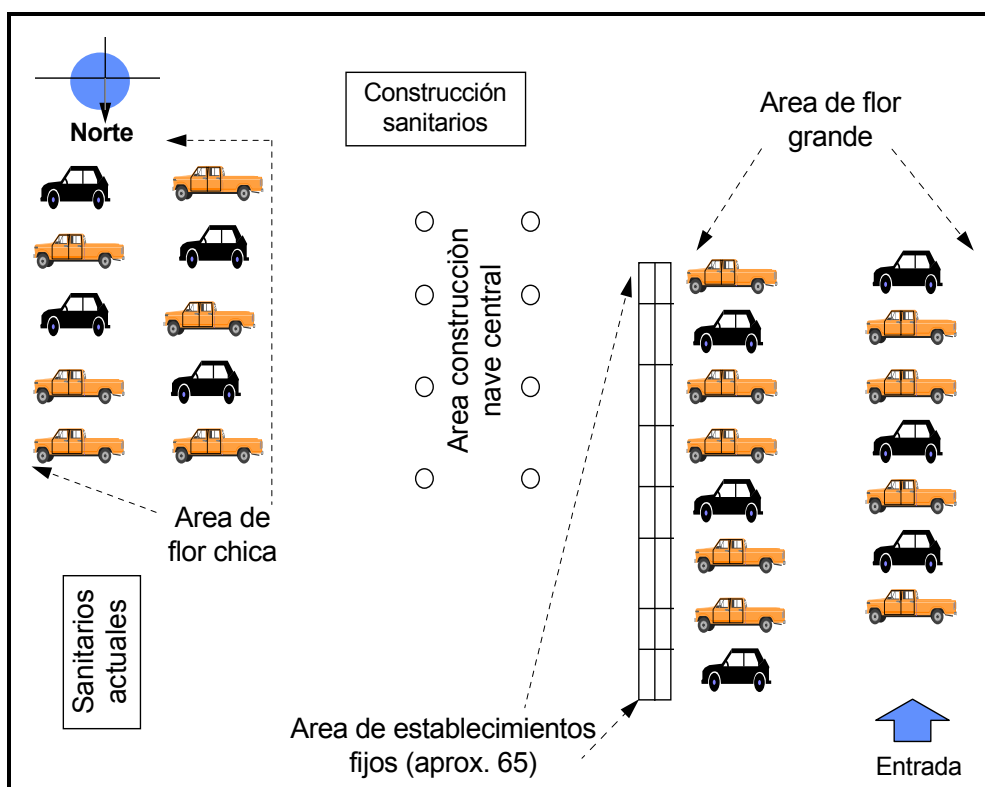 Norte
Construcción
sanitarios
Area de flor
grande
Area construcciòn
nave central
Area de
flor chica
Sanitarios
actuales
Area de establecimientos
fijos (aprox. 65)
Entrada